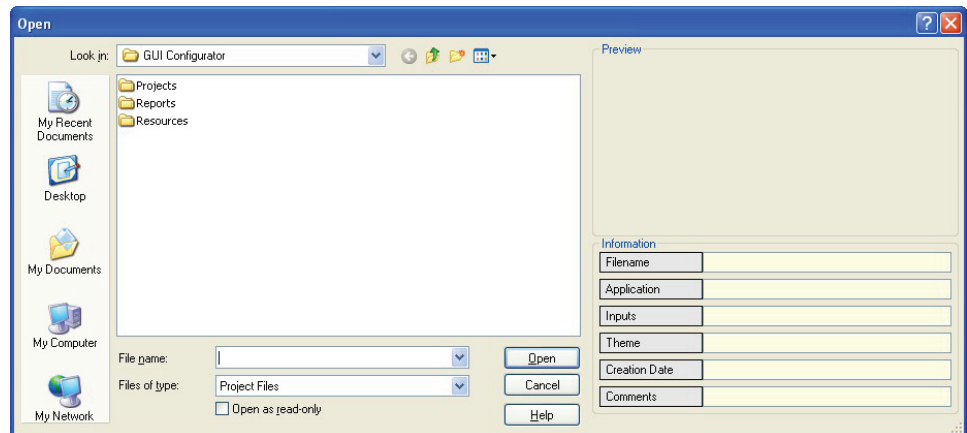 Open
Look in:
GUI Configurator
Preview
My Recent
Documents
Desktop
My Documents
My Computer
My Network
Projects
Reports
Resources
File name:
Open
Files of type:
Project Files
Cancel
Open as read-only
Help
Information
Filename
Application
Inputs
Theme
Creation Date
Comments